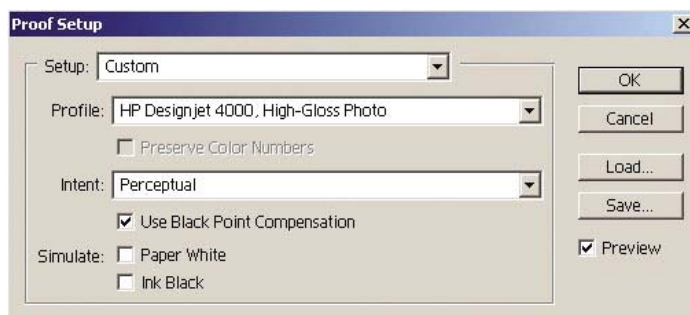 Proof Setup
Setup: Custom
OK
Profile: HP Designjet 4000, High-Gloss Photo
Cancel
Preserve Color Numbers
Load...
Intent: Perceptual
Save...
Use Black Point Compensation
Preview
Simulate: Paper White
Ink Black